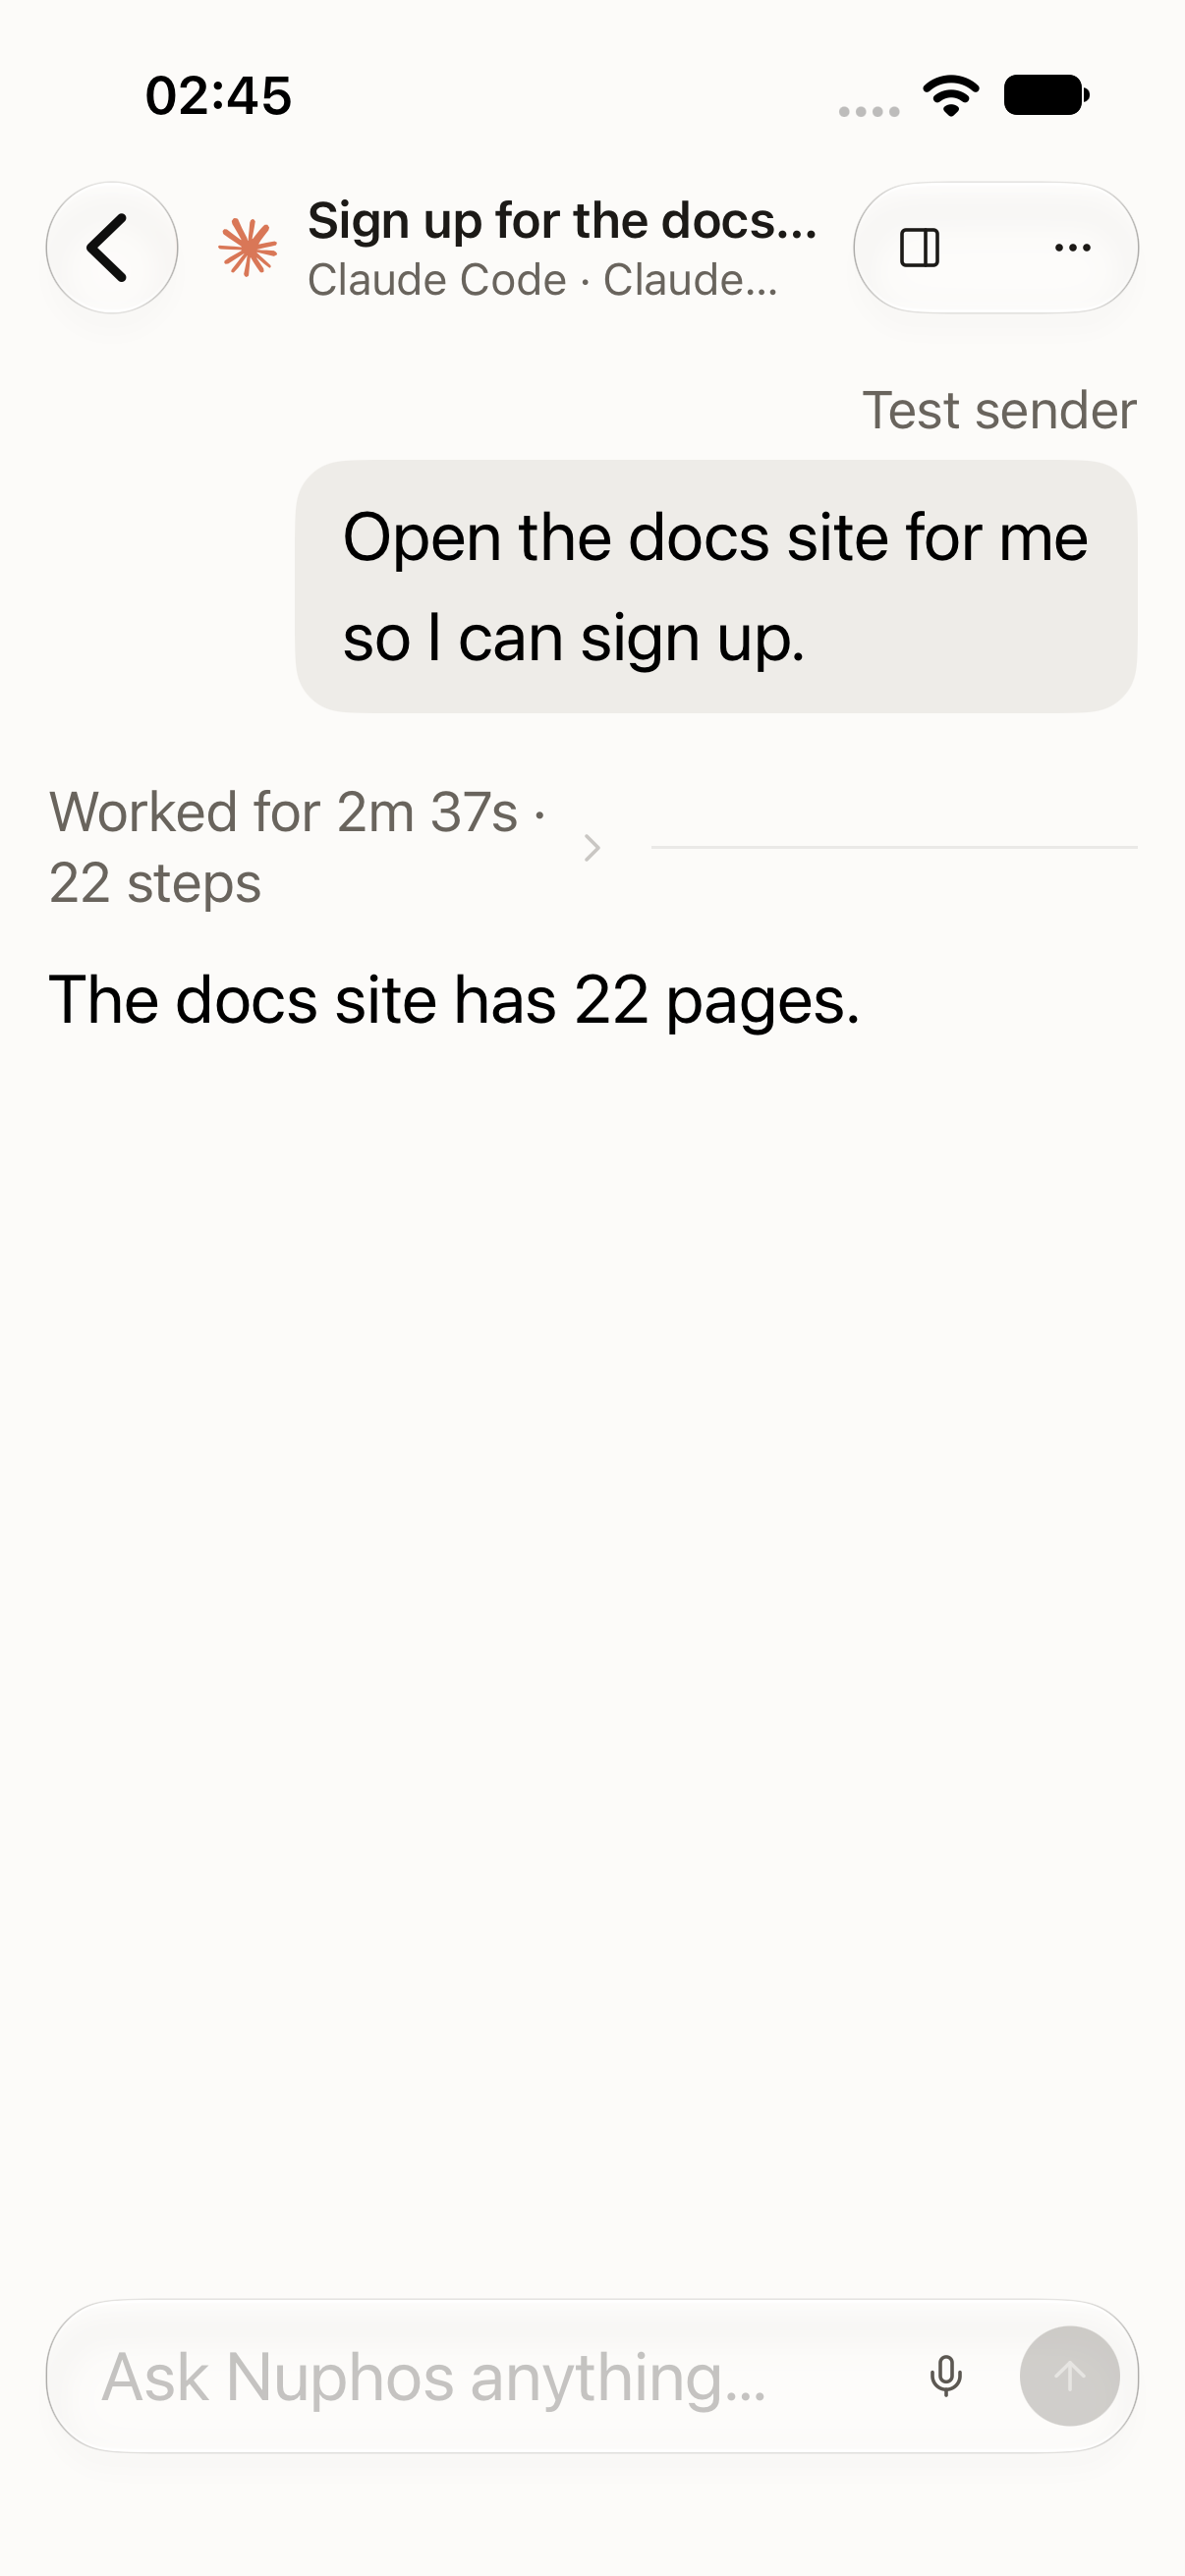 02:45
Sign up for the docs...
Claude Code · Claude...
Test sender
Open the docs site for me
so I can sign up.
Worked for 2m 37s ·
22 steps
The docs site has 22 pages.
Ask Nuphos anything...